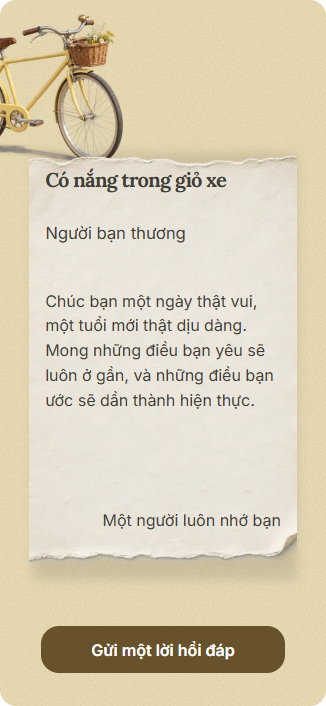 Có nắng trong giỏ xe
Người bạn thương
Chúc bạn một ngày thật vui,
một tuổi mới thật dịu dàng.
Mong những điều bạn yêu sẽ
luôn ở gần, và những điều bạn
ước sẽ dần thành hiện thực.
Một người luôn nhớ bạn
Gửi một lời hồi đáp